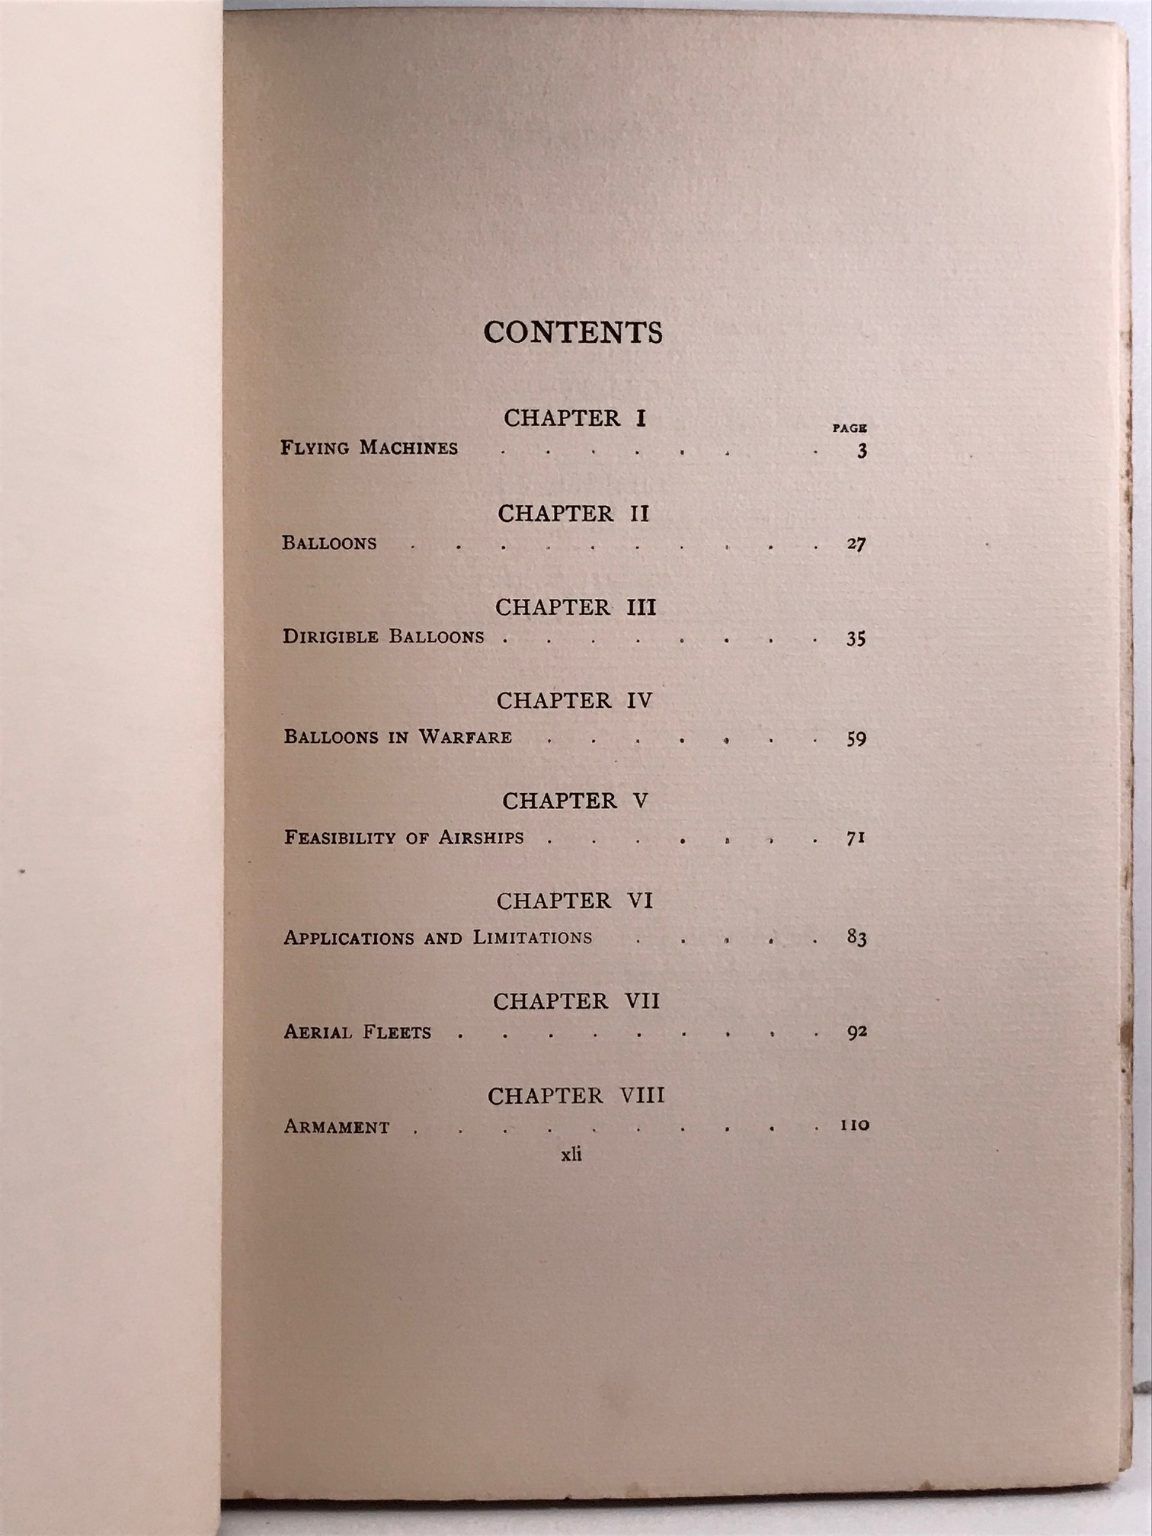 CONTENTS
CHAPTER I
PAGE
FLYING MACHINES . . . . . . . 3
CHAPTER II
BALLOONS . . . . . . . . . . 27
CHAPTER III
DIRIGIBLE BALLOONS . . . . . . . . 35
CHAPTER IV
BALLOONS IN WARFARE . . . . . . . 59
CHAPTER V
FEASIBILITY OF AIRSHIPS . . . . . . . 71
CHAPTER VI
APPLICATIONS AND LIMITATIONS . . . . . 83
CHAPTER VII
AERIAL FLEETS . . . . . . . . . 92
CHAPTER VIII
ARMAMENT . . . . . . . . . . 110
xli